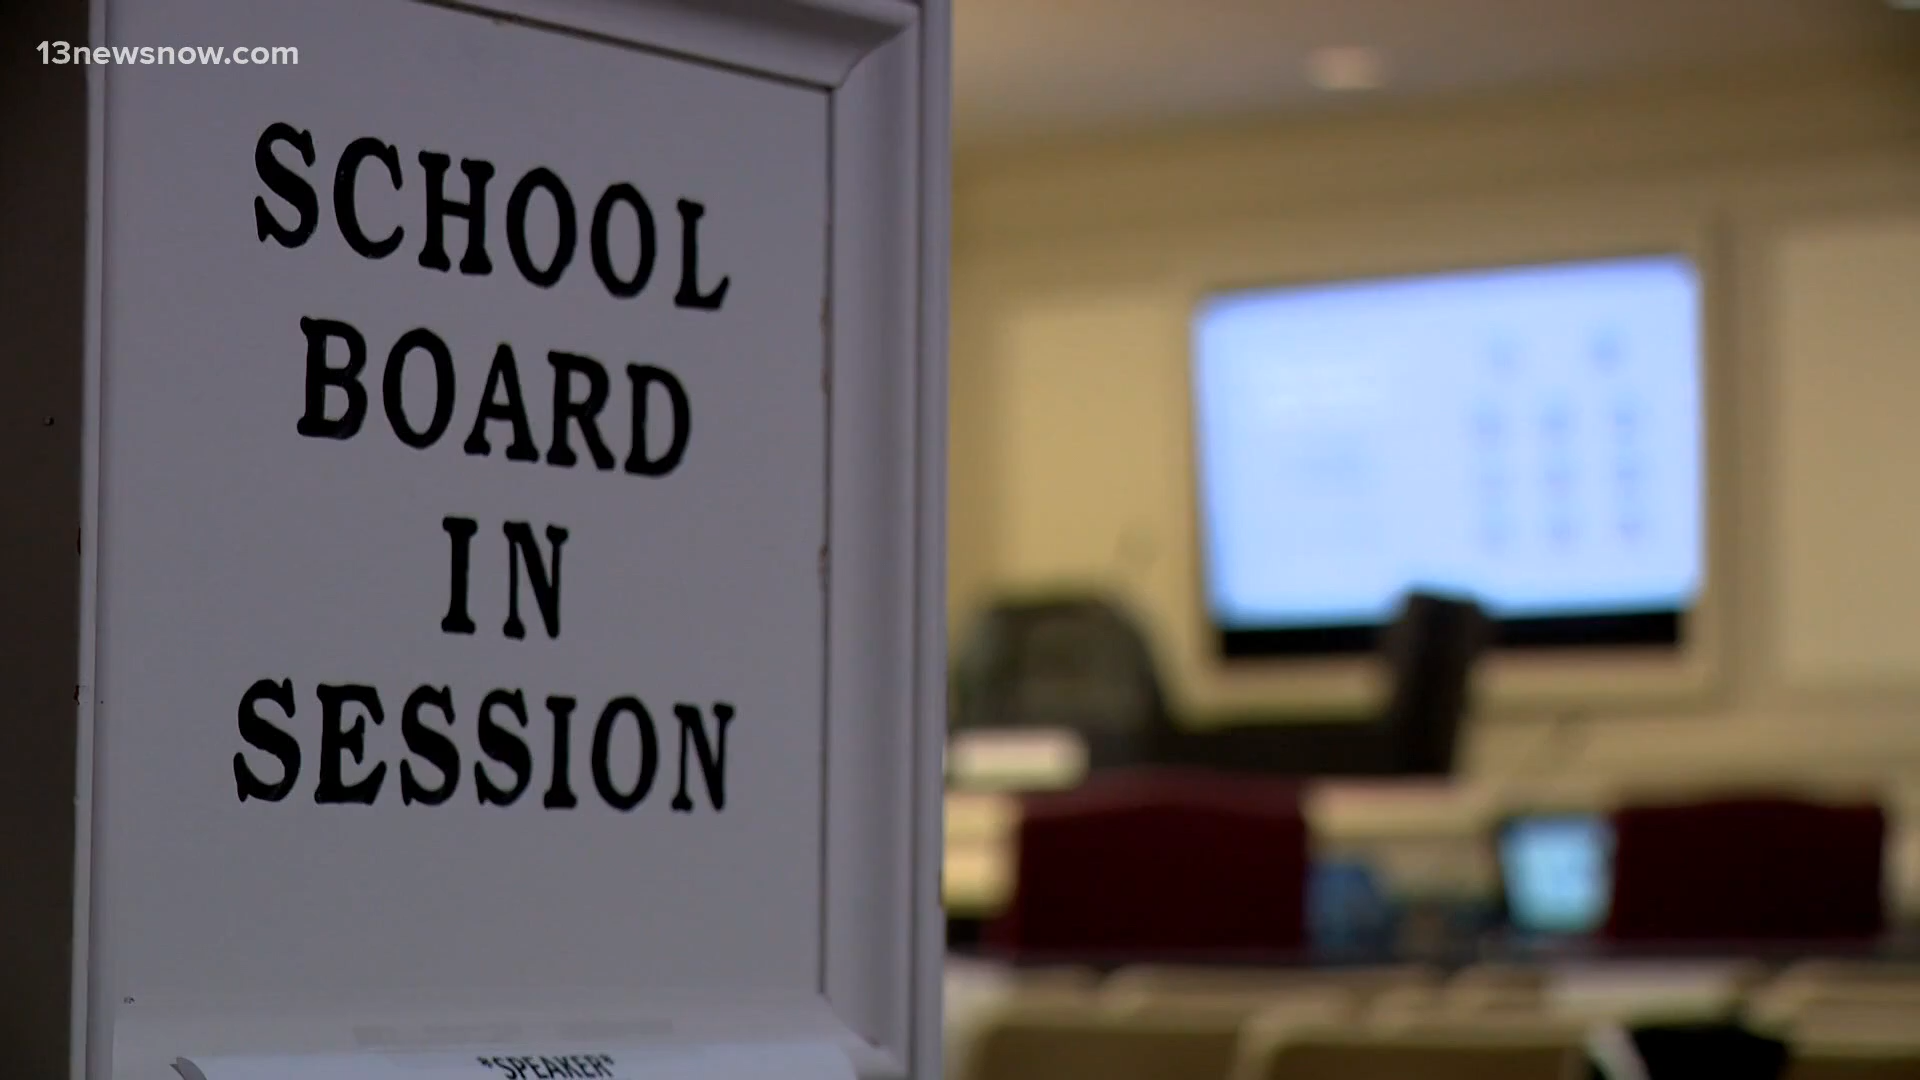 13newsnow.com
SCHOOL
BOARD
IN
SESSION
"SPEAKER"